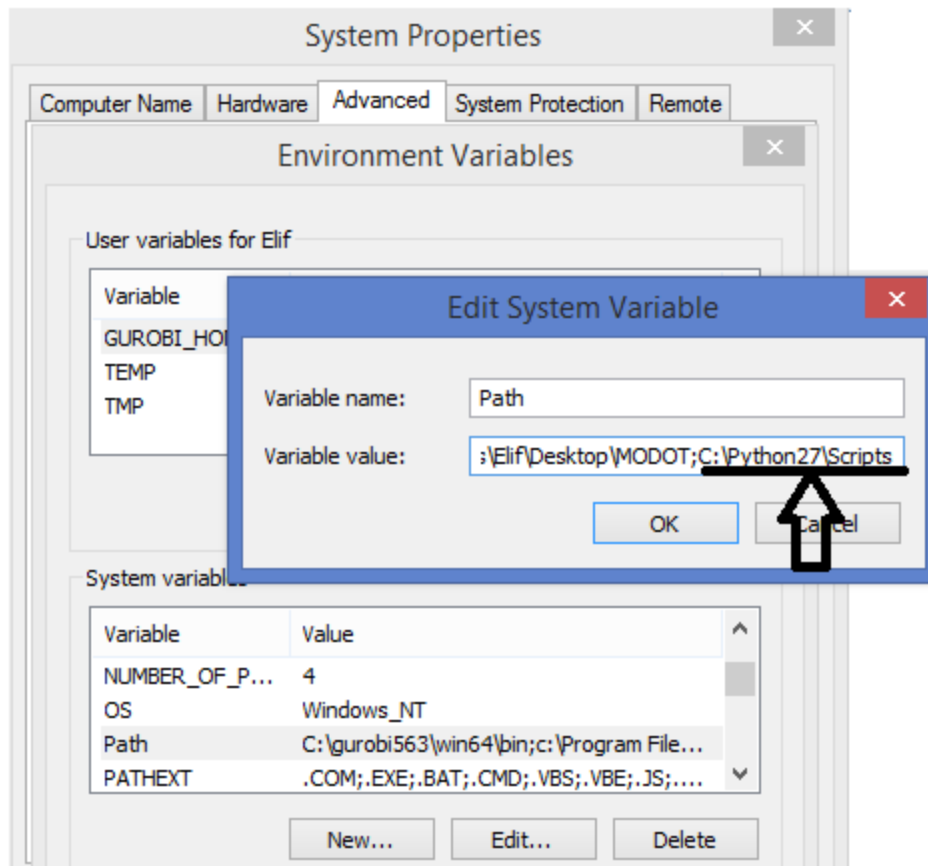 System Properties
Computer Name Hardware Advanced System Protection Remote
Environment Variables
User variables for Elif
Variable
GUROBI_HO
TEMP
TMP
Edit System Variable
Variable name: Path
Variable value: s\Elif\Desktop\MODOT;C:\Python27\Scripts
OK Cancel
System variables
Variable Value
NUMBER_OF_P... 4
OS Windows_NT
Path C:\gurobi563\win64\bin;c:\Program File...
PATHEXT .COM;.EXE;.BAT;.CMD;.VBS;.VBE;.JS;....
New... Edit... Delete